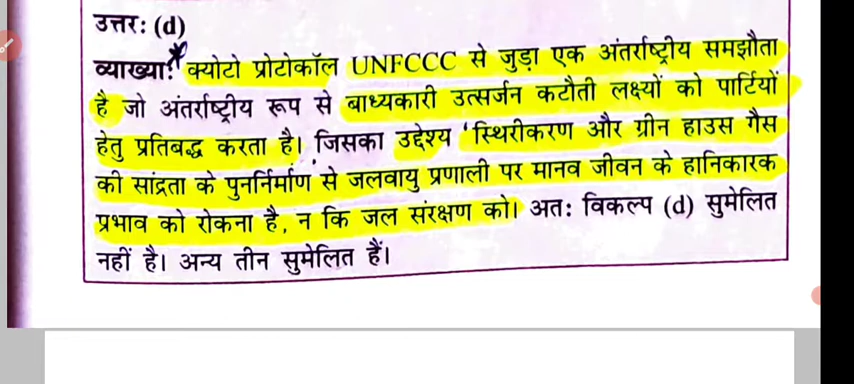 उत्तर: (d)
व्याख्या: क्योटो प्रोटोकॉल UNFCCC से जुड़ा एक अंतर्राष्ट्रीय समझौता
है जो अंतर्राष्ट्रीय रूप से बाध्यकारी उत्सर्जन कटौती लक्ष्यों को पार्टियों
हेतु प्रतिबद्ध करता है। जिसका उद्देश्य 'स्थिरीकरण और ग्रीन हाउस गैस
की सांद्रता के पुनर्निर्माण' से जलवायु प्रणाली पर मानव जीवन के हानिकारक
प्रभाव को रोकना है, न कि जल संरक्षण को। अत: विकल्प (d) सुमेलित
नहीं है। अन्य तीन सुमेलित हैं।